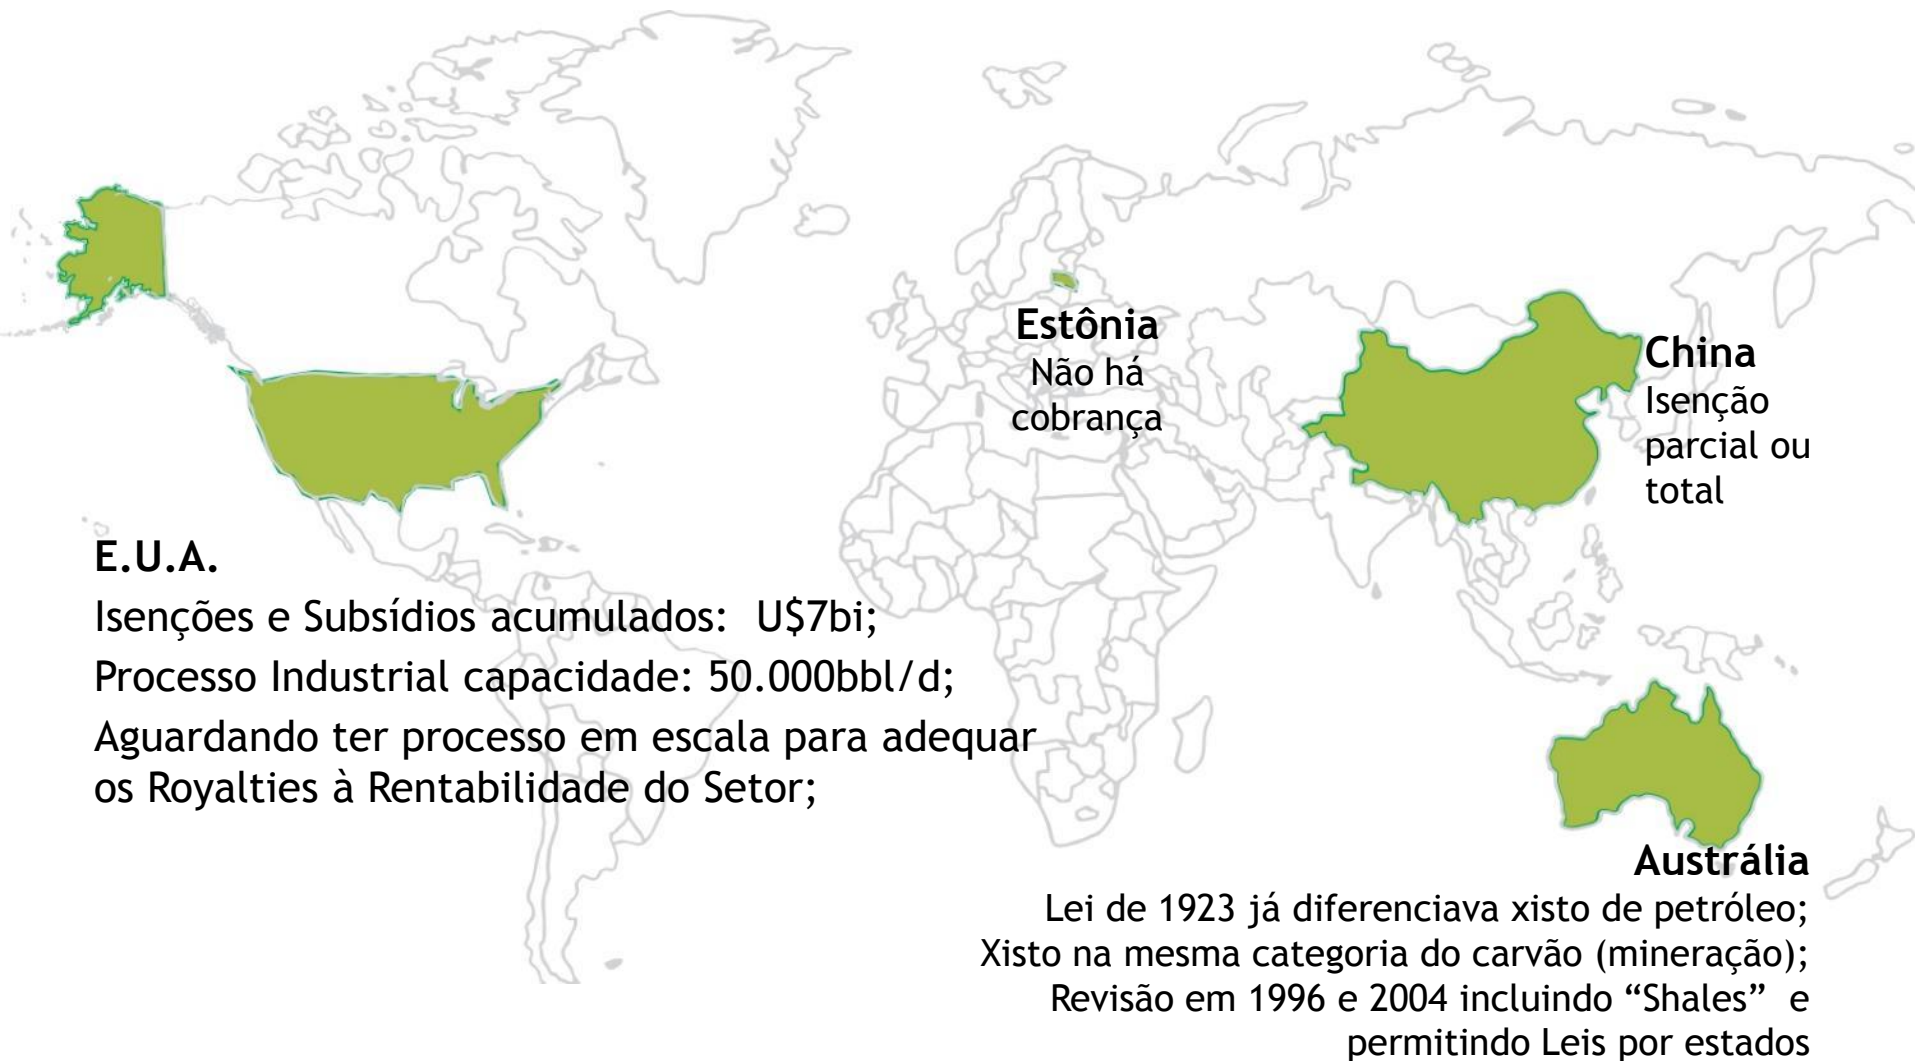 Estônia
Não há
cobrança
China
Isenção
parcial ou
total
E.U.A.
Isenções e Subsídios acumulados:  U$7bi;
Processo Industrial capacidade: 50.000bbl/d;
Aguardando ter processo em escala para adequar
os Royalties à Rentabilidade do Setor;
Austrália
Lei de 1923 já diferenciava xisto de petróleo;
Xisto na mesma categoria do carvão (mineração);
Revisão em 1996 e 2004 incluindo “Shales”  e
permitindo Leis por estados